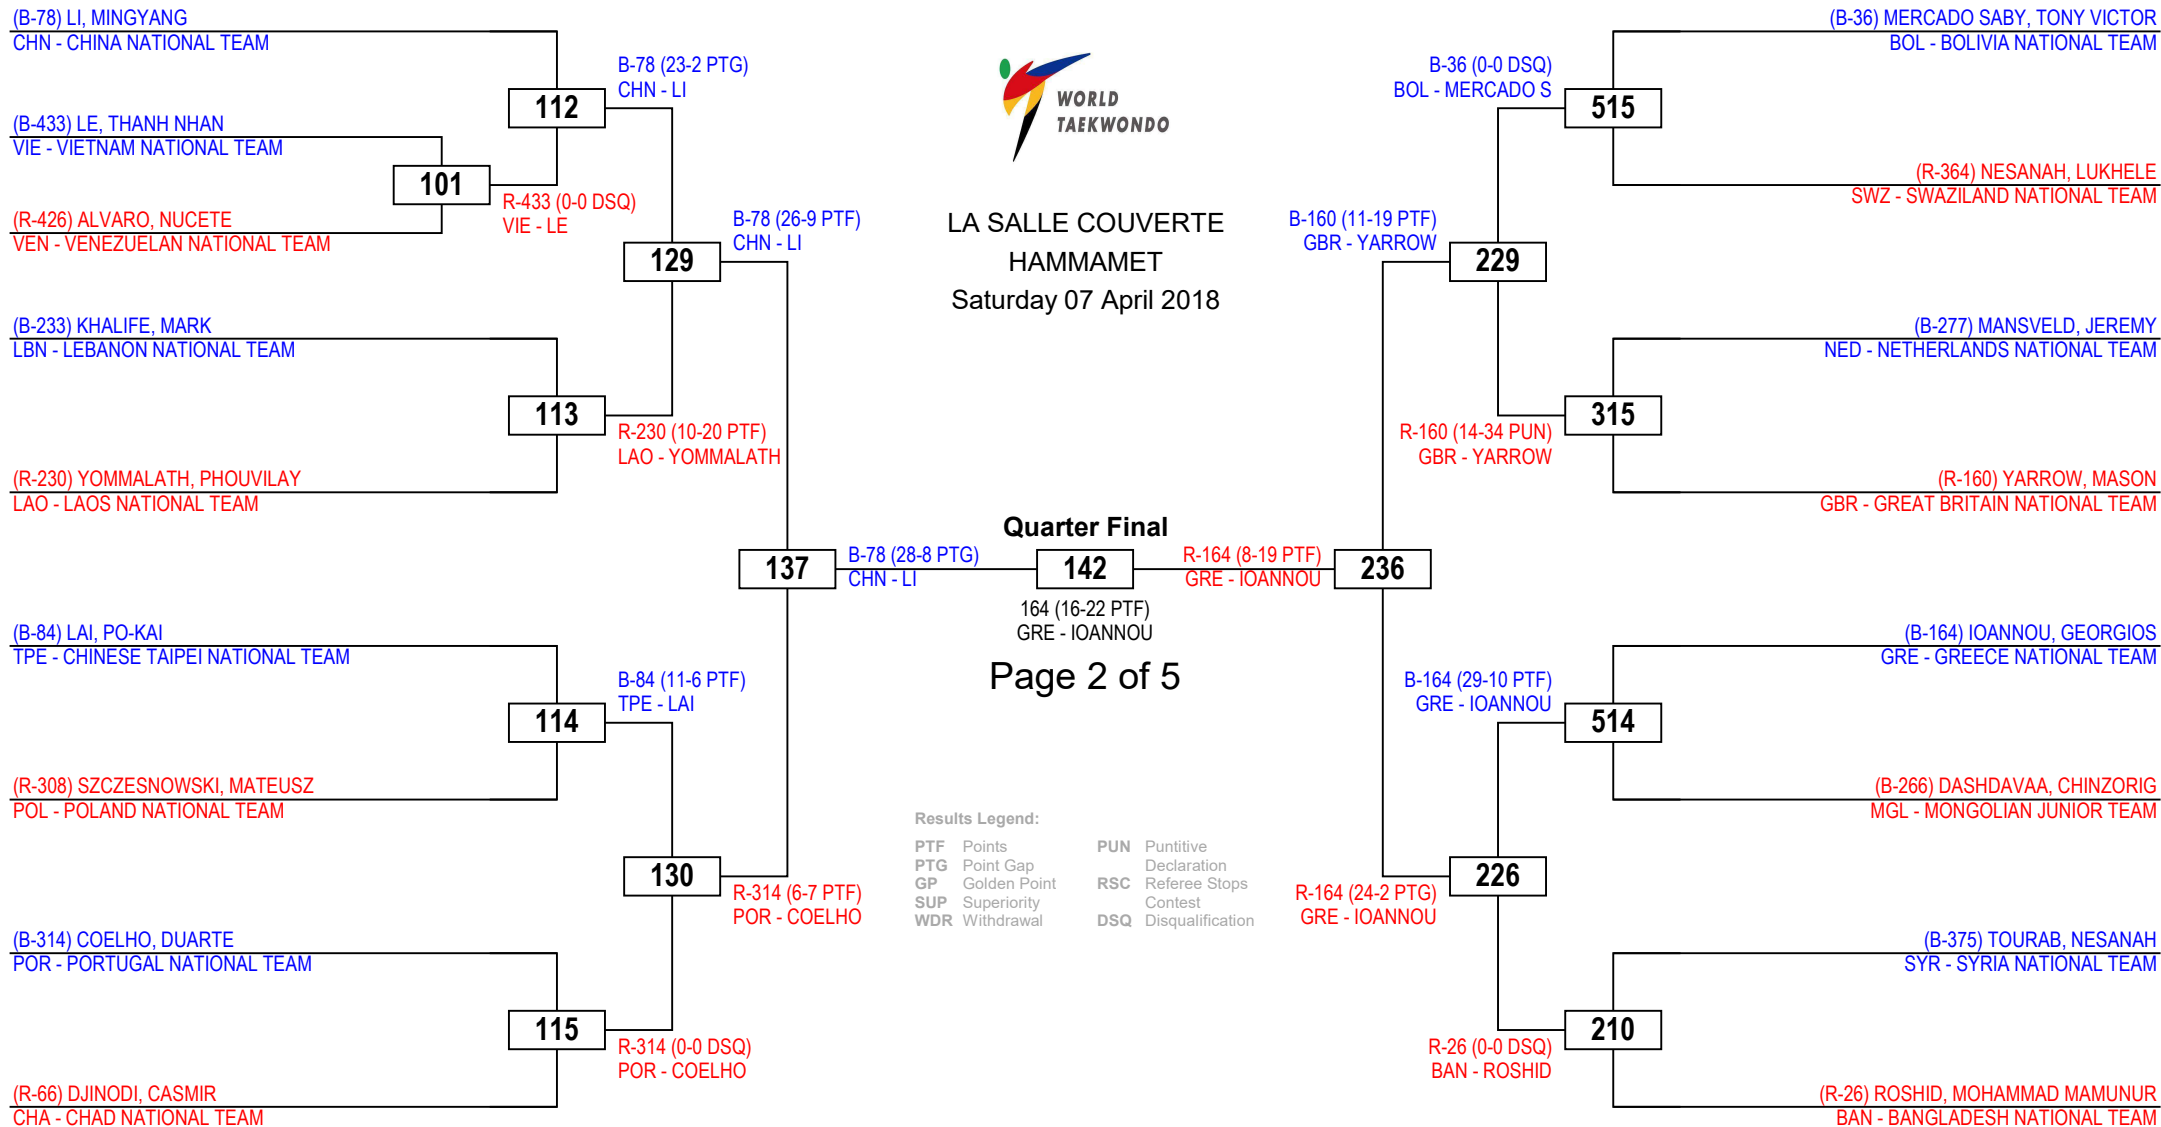 (B-78) LI, MINGYANG
CHN - CHINA NATIONAL TEAM
(B-433) LE, THANH NHAN
VIE - VIETNAM NATIONAL TEAM
(R-426) ALVARO, NUCETE
VEN - VENEZUELAN NATIONAL TEAM
(B-233) KHALIFE, MARK
LBN - LEBANON NATIONAL TEAM
(R-230) YOMMALATH, PHOUVILAY
LAO - LAOS NATIONAL TEAM
(B-84) LAI, PO-KAI
TPE - CHINESE TAIPEI NATIONAL TEAM
(R-308) SZCZESNOWSKI, MATEUSZ
POL - POLAND NATIONAL TEAM
(B-314) COELHO, DUARTE
POR - PORTUGAL NATIONAL TEAM
(R-66) DJINODI, CASMIR
CHA - CHAD NATIONAL TEAM
101
R-433 (0-0 DSQ)
VIE - LE
112
B-78 (23-2 PTG)
CHN - LI
113
R-230 (10-20 PTF)
LAO - YOMMALATH
114
B-84 (11-6 PTF)
TPE - LAI
115
R-314 (0-0 DSQ)
POR - COELHO
129
B-78 (26-9 PTF)
CHN - LI
130
R-314 (6-7 PTF)
POR - COELHO
137
B-78 (28-8 PTG)
CHN - LI
WORLD
TAEKWONDO
LA SALLE COUVERTE
HAMMAMET
Saturday 07 April 2018
Quarter Final
142
164 (16-22 PTF)
GRE - IOANNOU
Page 2 of 5
Results Legend:
PTF Points
PTG Point Gap
GP Golden Point
SUP Superiority
WDR Withdrawal
PUN Puntitive
Declaration
RSC Referee Stops
Contest
DSQ Disqualification
R-164 (8-19 PTF)
GRE - IOANNOU
236
B-160 (11-19 PTF)
GBR - YARROW
229
R-164 (24-2 PTG)
GRE - IOANNOU
226
B-36 (0-0 DSQ)
BOL - MERCADO S
515
R-160 (14-34 PUN)
GBR - YARROW
315
B-164 (29-10 PTF)
GRE - IOANNOU
514
R-26 (0-0 DSQ)
BAN - ROSHID
210
(B-36) MERCADO SABY, TONY VICTOR
BOL - BOLIVIA NATIONAL TEAM
(R-364) NESANAH, LUKHELE
SWZ - SWAZILAND NATIONAL TEAM
(B-277) MANSVELD, JEREMY
NED - NETHERLANDS NATIONAL TEAM
(R-160) YARROW, MASON
GBR - GREAT BRITAIN NATIONAL TEAM
(B-164) IOANNOU, GEORGIOS
GRE - GREECE NATIONAL TEAM
(B-266) DASHDAVAA, CHINZORIG
MGL - MONGOLIAN JUNIOR TEAM
(B-375) TOURAB, NESANAH
SYR - SYRIA NATIONAL TEAM
(R-26) ROSHID, MOHAMMAD MAMUNUR
BAN - BANGLADESH NATIONAL TEAM